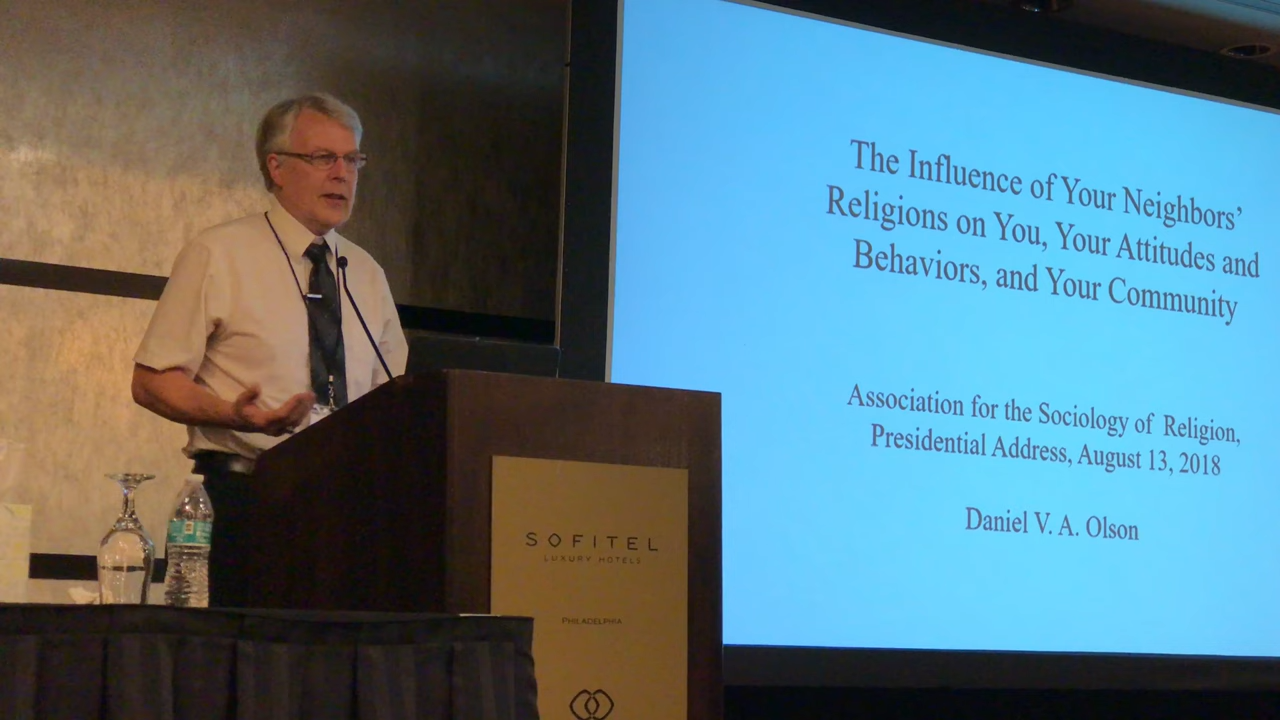 The Influence of Your Neighbors'
Religions on You, Your Attitudes and
Behaviors, and Your Community
Association for the Sociology of Religion,
Presidential Address, August 13, 2018
Daniel V. A. Olson
SOFITEL
LUXURY HOTELS
PHILADELPHIA